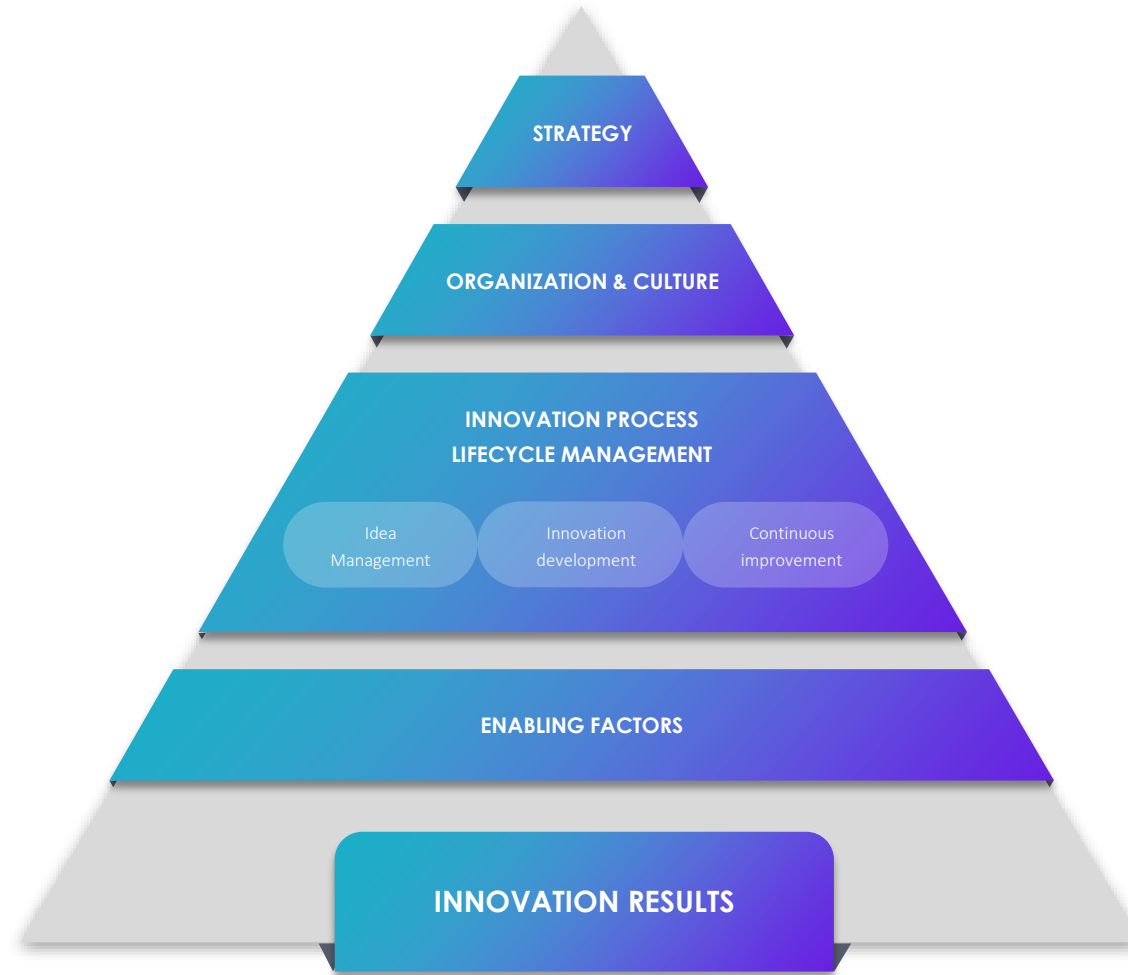 STRATEGY
ORGANIZATION & CULTURE
INNOVATION PROCESS
LIFECYCLE MANAGEMENT
Idea
Management
Innovation
development
Continuous
improvement
ENABLING FACTORS
INNOVATION RESULTS